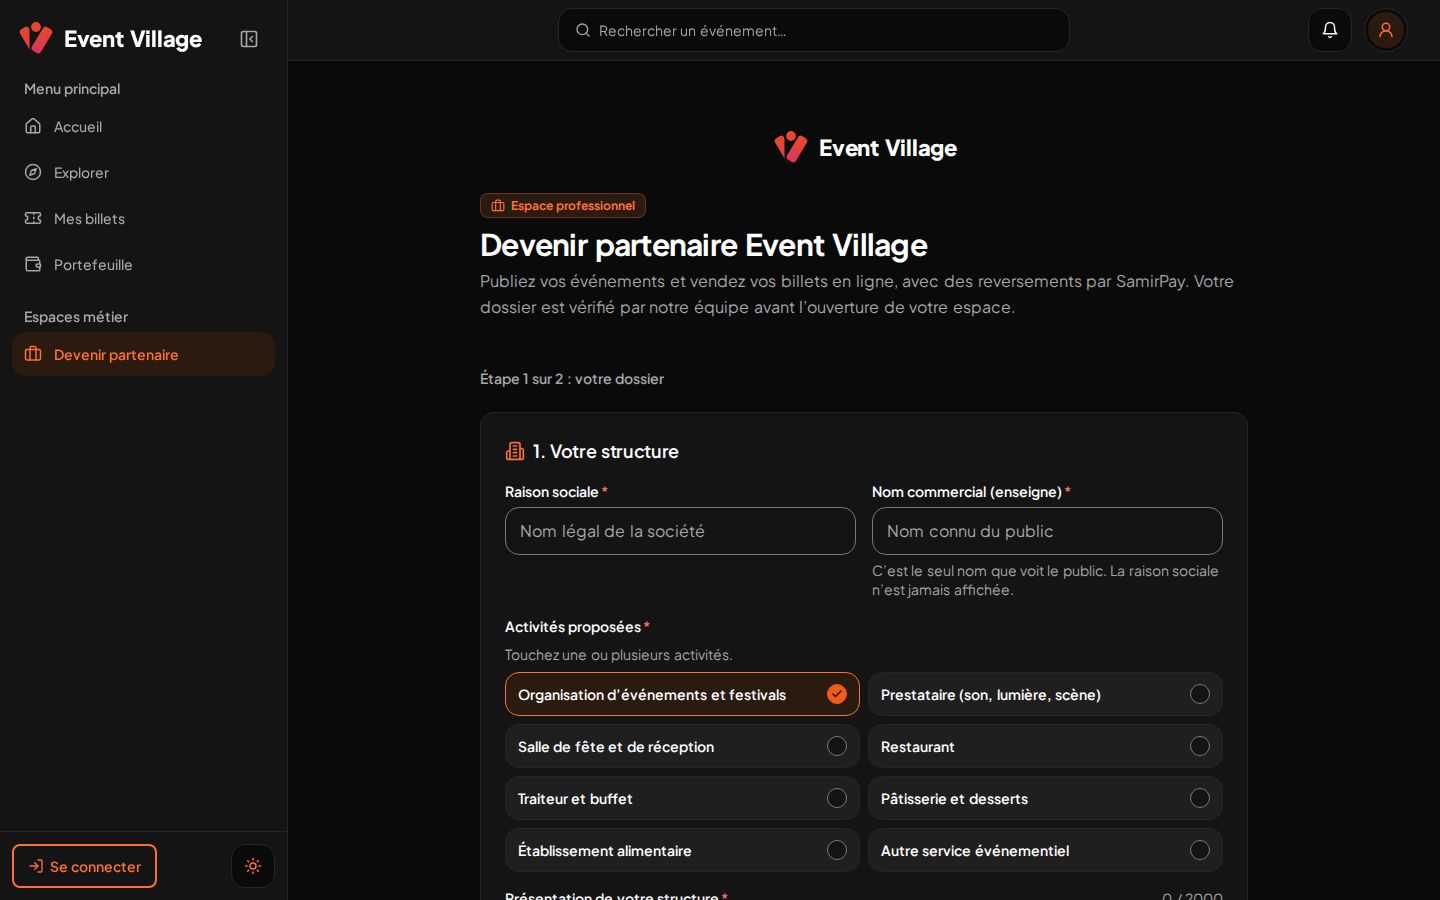 Event Village
Rechercher un événement…
Menu principal
Accueil
Explorer
Mes billets
Portefeuille
Espaces métier
Devenir partenaire
Se connecter
Event Village
Espace professionnel
Devenir partenaire Event Village
Publiez vos événements et vendez vos billets en ligne, avec des reversements par SamirPay. Votre
dossier est vérifié par notre équipe avant l’ouverture de votre espace.
Étape 1 sur 2 : votre dossier
1. Votre structure
Raison sociale *
Nom commercial (enseigne) *
Nom légal de la société
Nom connu du public
C’est le seul nom que voit le public. La raison sociale
n’est jamais affichée.
Activités proposées *
Touchez une ou plusieurs activités.
Organisation d’événements et festivals
Prestataire (son, lumière, scène)
Salle de fête et de réception
Restaurant
Traiteur et buffet
Pâtisserie et desserts
Établissement alimentaire
Autre service événementiel
Présentation de votre structure *
0 / 2000